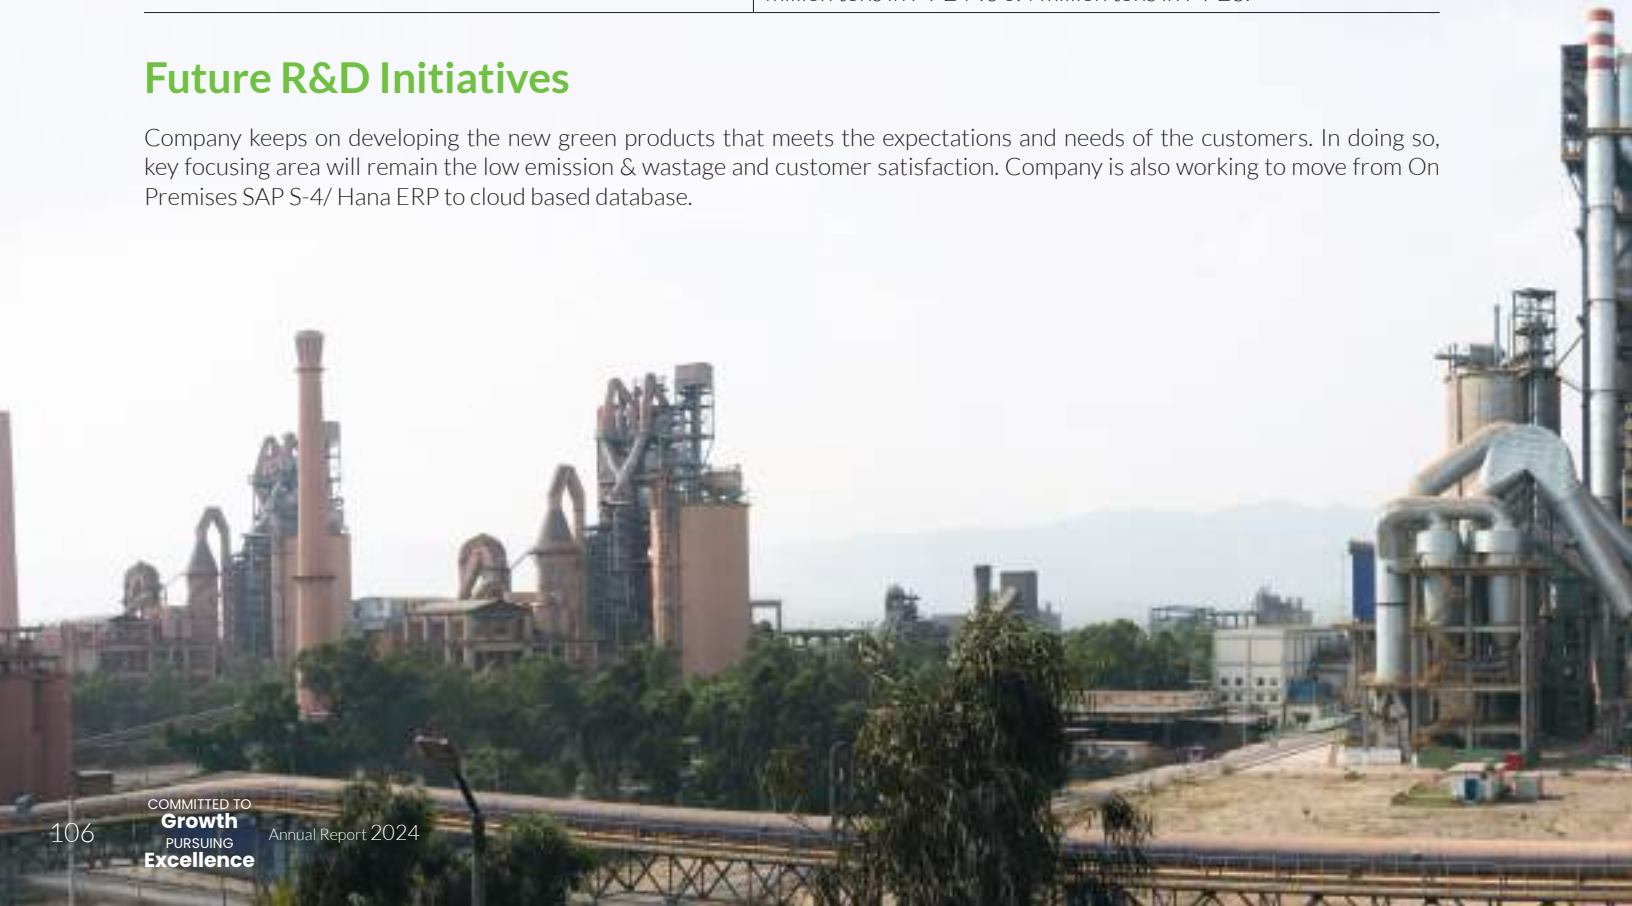 Future R&D Initiatives
Company keeps on developing the new green products that meets the expectations and needs of the customers. In doing so,
key focusing area will remain the low emission & wastage and customer satisfaction. Company is also working to move from On
Premises SAP S-4/ Hana ERP to cloud based database.
106
COMMITTED TO
Growth
PURSUING
Excellence
Annual Report 2024